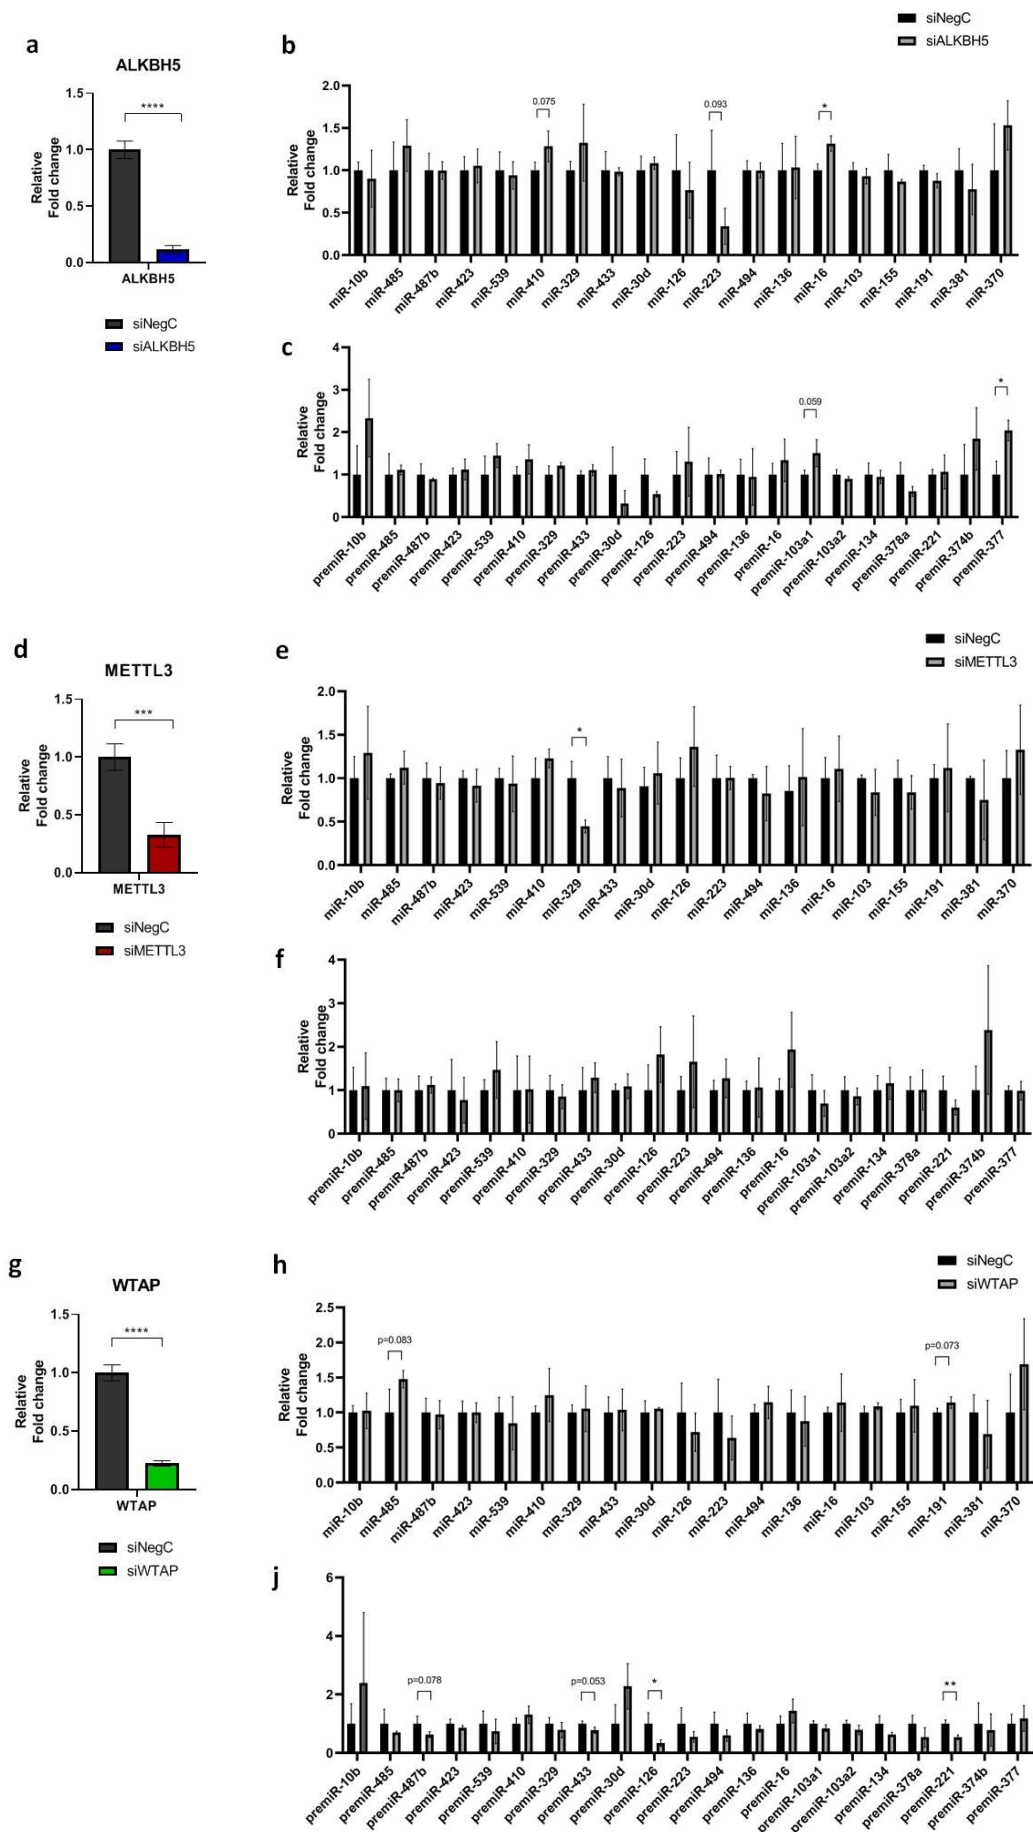 a
ALKBH5
Relative
Fold change
1.5
1.0
0.5
0.0
****
ALKBH5
siNegC
siALKBH5
b
siNegC
siALKBH5
Relative
Fold change
2.0
1.5
1.0
0.5
0.0
0.075
0.093
*
miR-10b
miR-485
miR-487b
miR-423
miR-539
miR-410
miR-329
miR-433
miR-30d
miR-126
miR-223
miR-494
miR-136
miR-16
miR-103
miR-155
miR-191
miR-381
miR-370
c
Relative
Fold change
4
3
2
1
0
0.059
*
premiR-10b
premiR-485
premiR-487b
premiR-423
premiR-539
premiR-410
premiR-329
premiR-433
premiR-30d
premiR-126
premiR-223
premiR-494
premiR-136
premiR-16
premiR-103a1
premiR-103a2
premiR-134
premiR-378a
premiR-221
premiR-374b
premiR-377
d
METTL3
Relative
Fold change
1.5
1.0
0.5
0.0
***
METTL3
siNegC
siMETTL3
e
siNegC
siMETTL3
Relative
Fold change
2.0
1.5
1.0
0.5
0.0
*
miR-10b
miR-485
miR-487b
miR-423
miR-539
miR-410
miR-329
miR-433
miR-30d
miR-126
miR-223
miR-494
miR-136
miR-16
miR-103
miR-155
miR-191
miR-381
miR-370
f
Relative
Fold change
4
3
2
1
0
premiR-10b
premiR-485
premiR-487b
premiR-423
premiR-539
premiR-410
premiR-329
premiR-433
premiR-30d
premiR-126
premiR-223
premiR-494
premiR-136
premiR-16
premiR-103a1
premiR-103a2
premiR-134
premiR-378a
premiR-221
premiR-374b
premiR-377
g
WTAP
Relative
Fold change
1.5
1.0
0.5
0.0
****
WTAP
siNegC
siWTAP
h
siNegC
siWTAP
Relative
Fold change
2.5
2.0
1.5
1.0
0.5
0.0
p=0.083
p=0.073
miR-10b
miR-485
miR-487b
miR-423
miR-539
miR-410
miR-329
miR-433
miR-30d
miR-126
miR-223
miR-494
miR-136
miR-16
miR-103
miR-155
miR-191
miR-381
miR-370
j
Relative
Fold change
6
4
2
0
p=0.078
p=0.053
*
**
premiR-10b
premiR-485
premiR-487b
premiR-423
premiR-539
premiR-410
premiR-329
premiR-433
premiR-30d
premiR-126
premiR-223
premiR-494
premiR-136
premiR-16
premiR-103a1
premiR-103a2
premiR-134
premiR-378a
premiR-221
premiR-374b
premiR-377